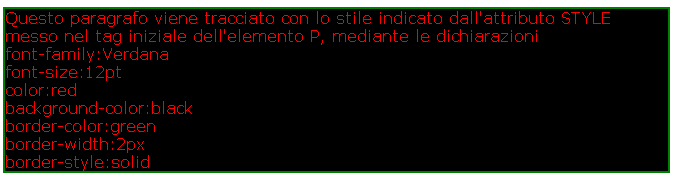 Questo paragrafo viene tracciato con lo stile indicato dall'attributo STYLE
messo nel tag iniziale dell'elemento P, mediante le dichiarazioni
font-family:Verdana
font-size:12pt
color:red
background-color:black
border-color:green
border-width:2px
border-style:solid